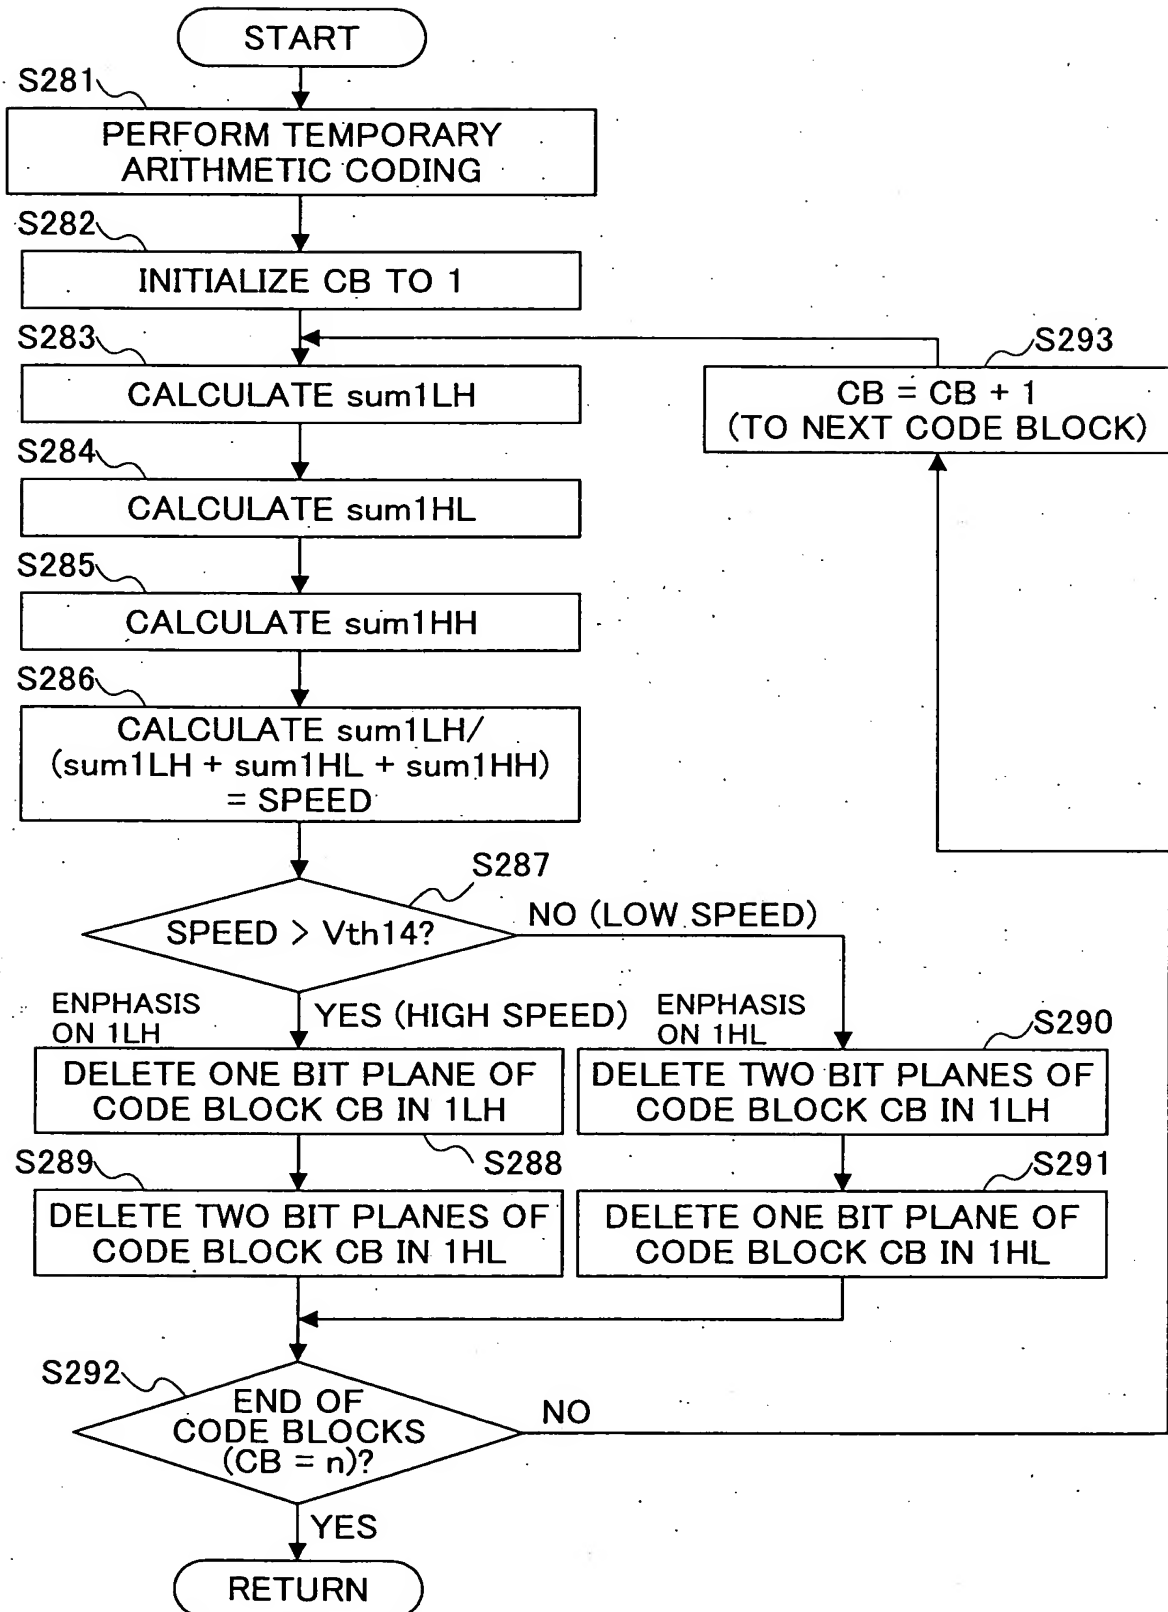 START
S281
PERFORM TEMPORARY
ARITHMETIC CODING
S282
INITIALIZE CB TO 1
S283
CALCULATE sum1LH
S293
CB = CB + 1
(TO NEXT CODE BLOCK)
S284
CALCULATE sum1HL
S285
CALCULATE sum1HH
S286
CALCULATE sum1LH/
(sum1LH + sum1HL + sum1HH)
= SPEED
S287
SPEED > Vth14?
NO (LOW SPEED)
ENPHASIS
ON 1LH
YES (HIGH SPEED)
ENPHASIS
ON 1HL
S290
DELETE ONE BIT PLANE OF
CODE BLOCK CB IN 1LH
DELETE TWO BIT PLANES OF
CODE BLOCK CB IN 1LH
S289
S288
S291
DELETE TWO BIT PLANES OF
CODE BLOCK CB IN 1HL
DELETE ONE BIT PLANE OF
CODE BLOCK CB IN 1HL
S292
END OF
CODE BLOCKS
(CB = n)?
NO
YES
RETURN